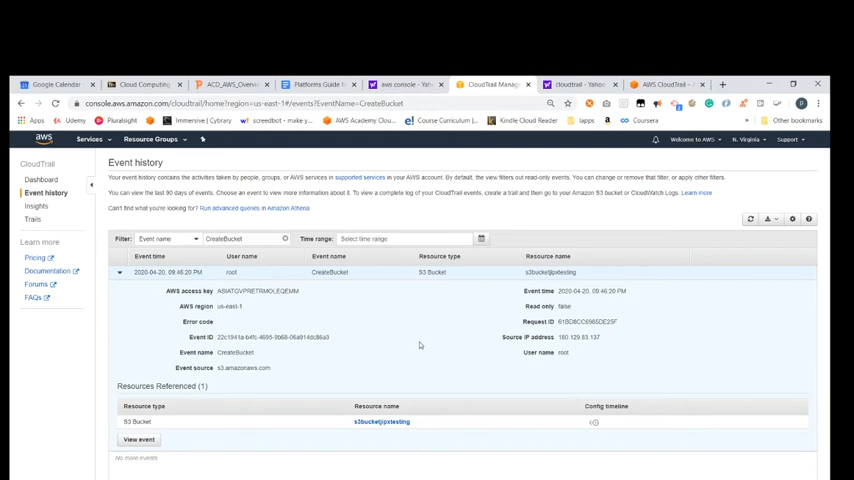 Google Calendar
Cloud Computing
ACD_AWS_Overvi
Platforms Guide f
aws console - Yah
CloudTrail Manag
cloudtrail - Yahoo
AWS CloudTrail – A
console.aws.amazon.com/cloudtrail/home?region=us-east-1#/events?EventName=CreateBucket
Apps Udemy Pluralsight Immersive | Cybrary screedbot - make y... AWS Academy Clou... Course Curriculum (... Kindle Cloud Reader lapps Coursera » Other bookmarks
aws Services Resource Groups Welcome to AWS N. Virginia Support
CloudTrail
Dashboard
Event history
Insights
Trails
Learn more
Pricing
Documentation
Forums
FAQs
Event history
Your event history contains the activities taken by people, groups, or AWS services in supported services in your AWS account. By default, the view filters out read-only events. You can change or remove that filter, or apply other filters.
You can view the last 90 days of events. Choose an event to view more information about it. To view a complete log of your CloudTrail events, create a trail and then go to your Amazon S3 bucket or CloudWatch Logs. Learn more
Can't find what you're looking for? Run advanced queries in Amazon Athena
Filter: Event name CreateBucket Time range: Select time range
Event time User name Event name Resource type Resource name
2020-04-20, 09:46:20 PM root CreateBucket S3 Bucket s3bucketjipxtesting
AWS access key ASIATGVPRETRMOLEQEMM Event time 2020-04-20, 09:46:20 PM
AWS region us-east-1 Read only false
Error code Request ID 61BD8CC6985DE25F
Event ID 22c1941a-b4fc-4695-9b68-06a914dc86a3 Source IP address 180.129.83.137
Event name CreateBucket User name root
Event source s3.amazonaws.com
Resources Referenced (1)
Resource type Resource name Config timeline
S3 Bucket s3bucketjipxtesting
View event
No more events